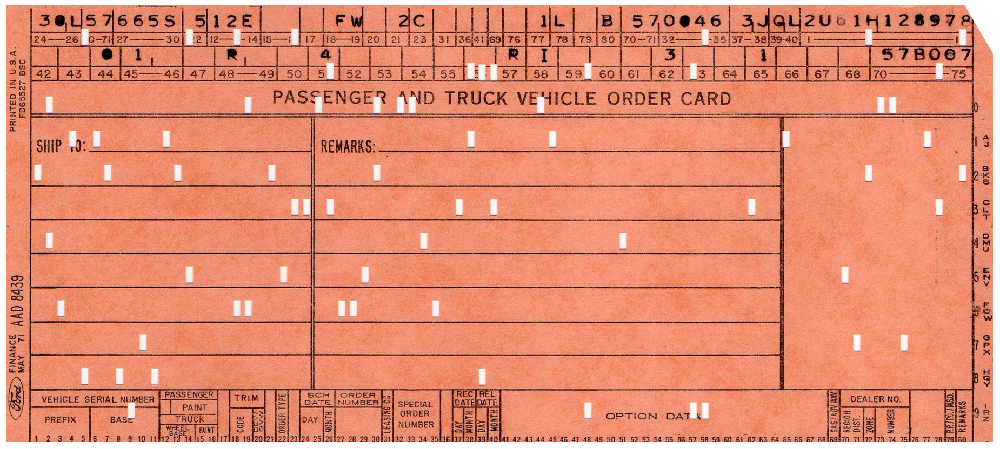 30L57665S 512E FW 2C 1L B 570046 3JQL2U61H128978
24—26 0-71 27—30 22 12—14 15—1 17 18—19 20 21 23 31 36 41 69 76 77 78 79 80 70—71 32—35 37—38 39-40 1—1
0 1 R 4 R I 3 1 57B007
42 43 44 45—46 47 48—49 50 5 52 53 54 55 56 57 58 59 60 61 62 3 64 65 66 67 68 70—75
PRINTED IN U.S.A.
FD65527 BSC
PASSENGER AND TRUCK VEHICLE ORDER CARD
0
SHIP TO:
REMARKS:
1 A J
2 B K S
3 C L T
4 D M U
5 E N V
6 F O W
7 G P X
8 H Q Y
9 I R Z
FINANCE AAD 8439
MAY 71
Ford
VEHICLE SERIAL NUMBER
PREFIX
BASE
PASSENGER
PAINT
TRUCK
WHEEL BASE
PAINT
TRIM
CODE
DEV/GVW
ORDER TYPE
SCH DATE
DAY
MONTH
ORDER NUMBER
LEASING CO.
SPECIAL ORDER NUMBER
REC DATE
DAY
MONTH
REL DATE
DAY
MONTH
OPTION DATA
GAS/ADV.WAV.
DEALER NO.
REGION DIST.
ZONE
NUMBER
P.P./PD./M.S.O.
REMARKS
1 2 3 4 5 6 7 8 9 10 11 12 13 14 15 16 17 18 19 20 21 22 23 24 25 26 27 28 29 30 31 32 33 34 35 36 37 38 39 40 41 42 43 44 45 46 47 48 49 50 51 52 53 54 55 56 57 58 59 60 61 62 63 64 65 66 67 68 69 70 71 72 73 74 75 76 77 78 79 80